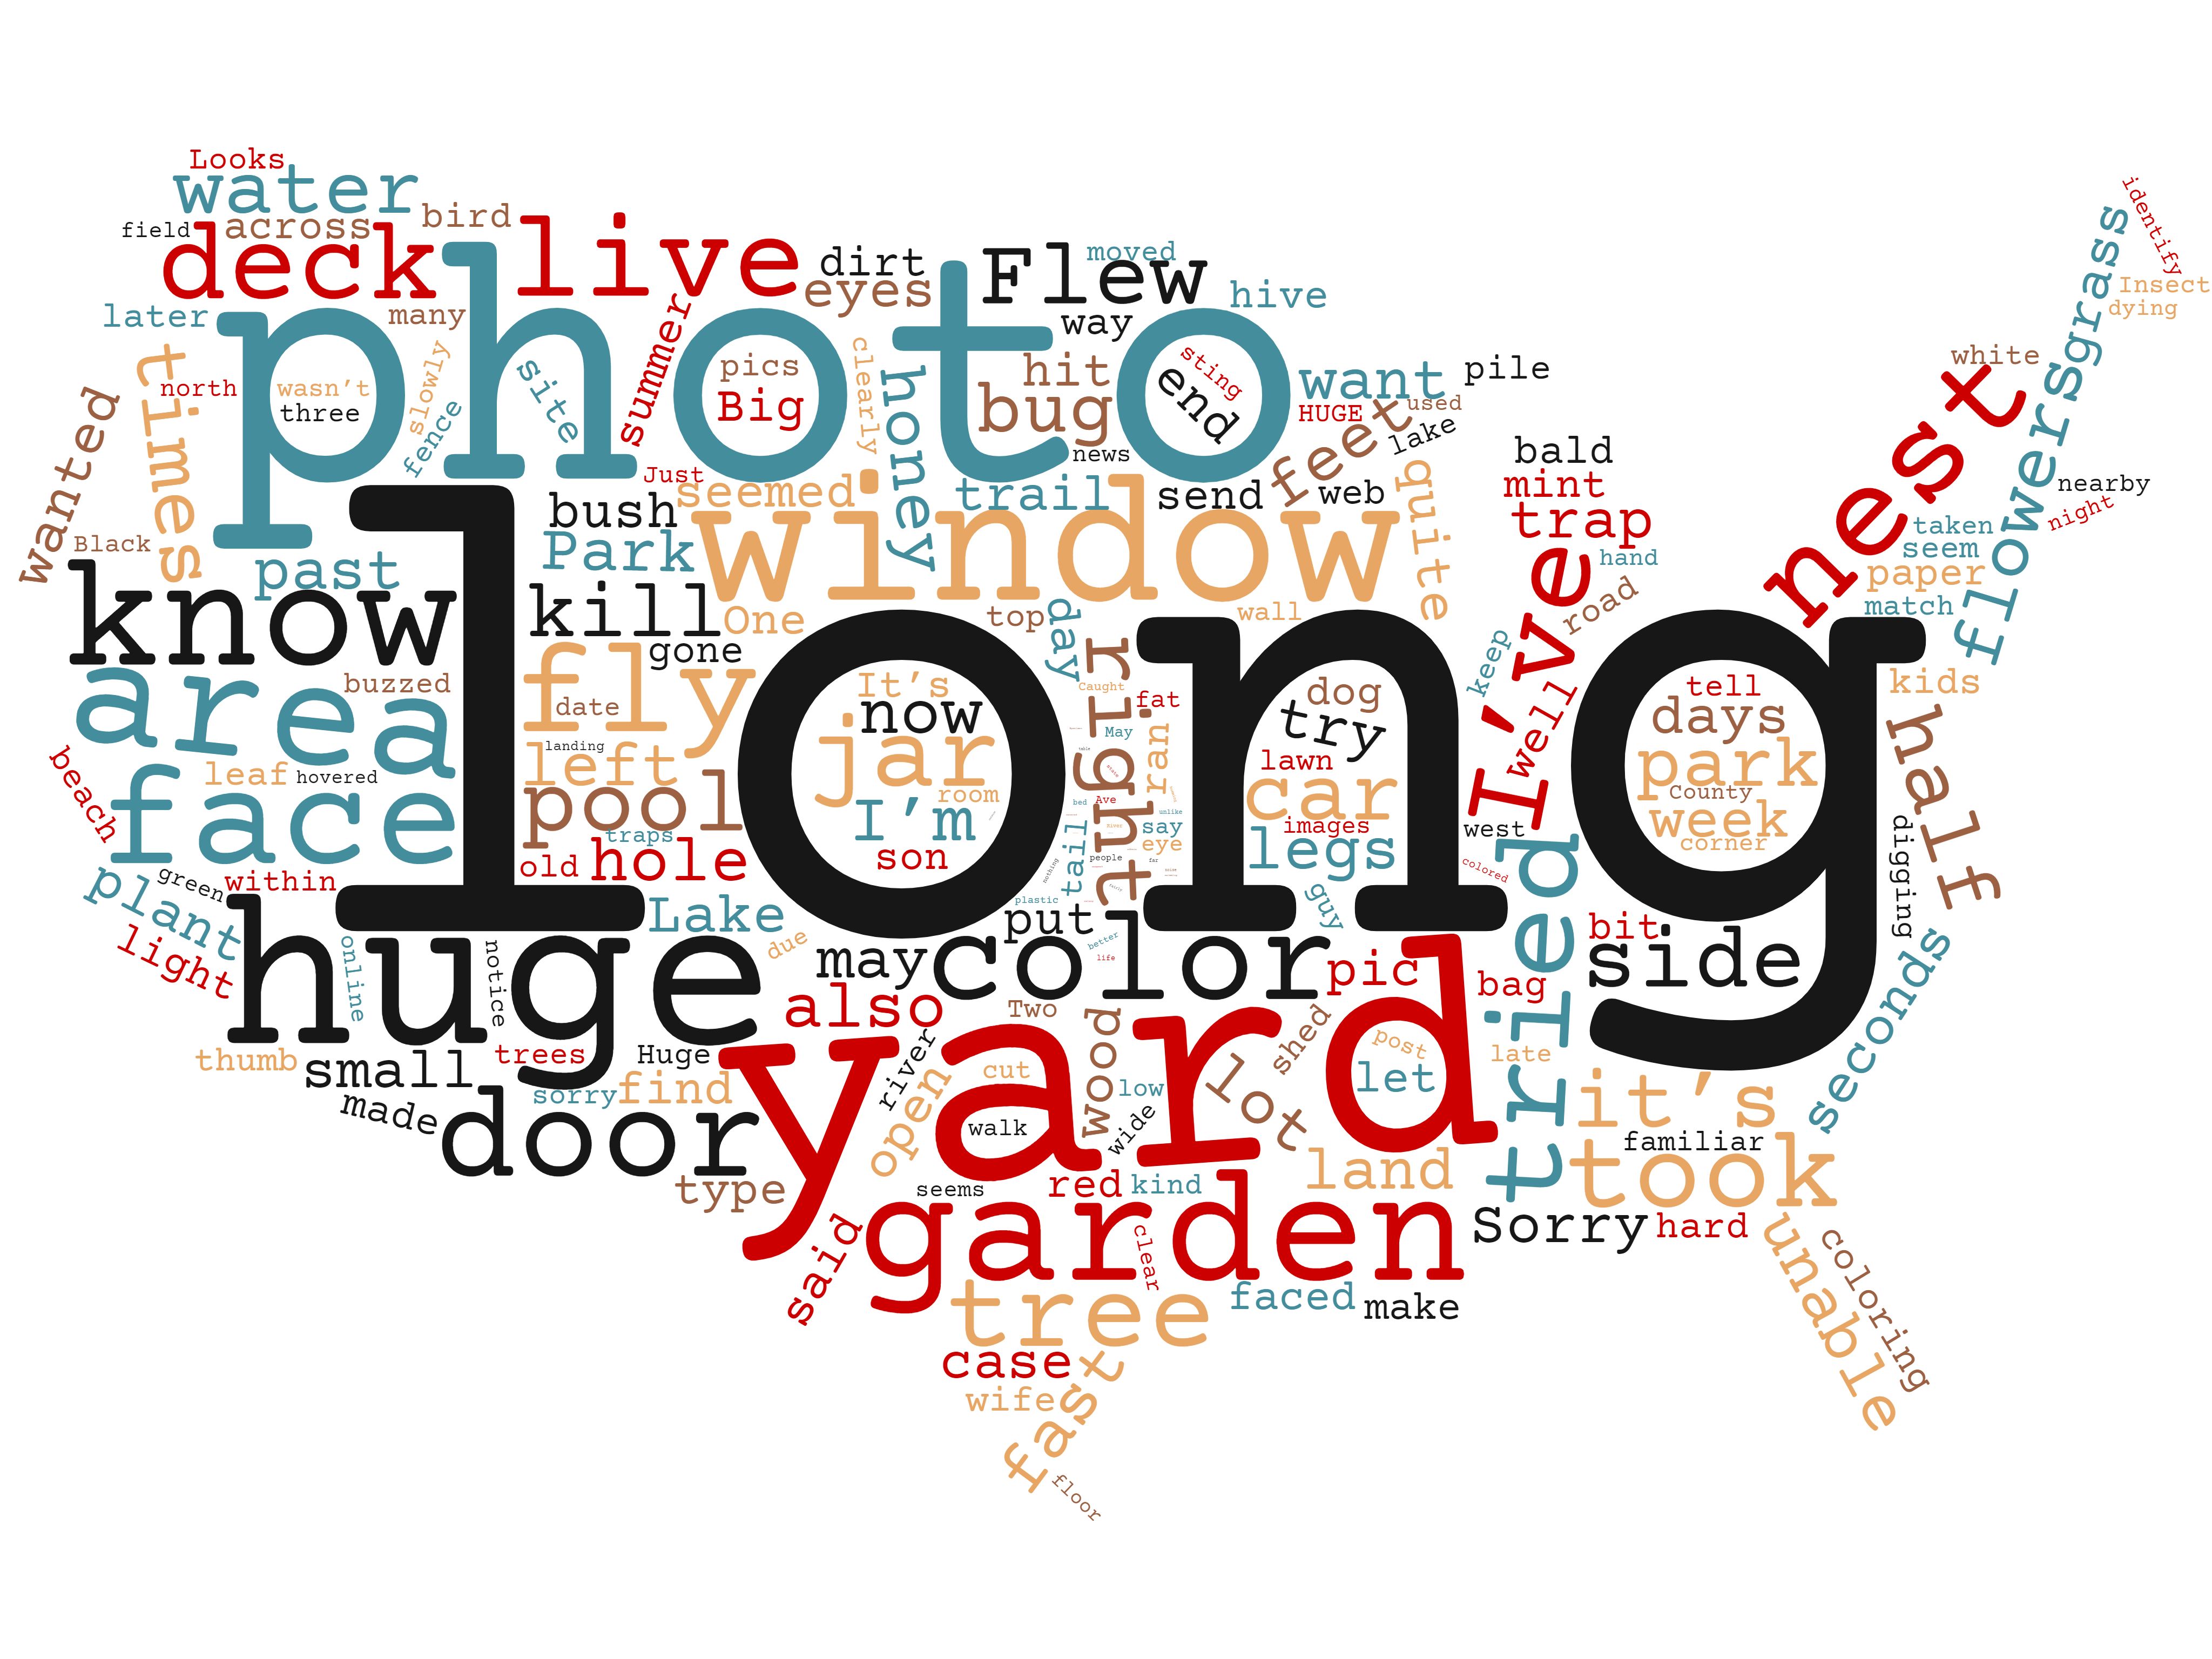 Looks
water
field across bird
deck live dirt Flew moved
eyes hive
later many way
photo
wanted times north wasn't three slowly fence site summer pics Big clearly honey hit bug news sting end want HUGE used pile
feet lake
Just seemed trail send web quite
bald
mint
trap
white
identify
Insect
dying
grass
flowers
nearby
night
nest
taken
seem
paper
match
Black past bush Park window
hand
I've road
know kill One gone top day wall keep
area buzzed fly date
It's now jar room I'm son
right Caught fat May ran
dog try lawn car images legs
well
tell days park County week corner
kids half
beach leaf hovered landing left
face pool traps old hole
tail bed Ave unlike say eye people far nothing plastic
west colored
digging
plant green within light
long
huge online notice Lake due put better life
may color guy pic bag tried bit side
seconds
also Two wood shed post let late
thumb small trees Huge sorry find river open cut low wide lot
made door walk
yard
it's familiar took
type seems red kind land
said garden clear Sorry hard
unable coloring
tree faced make
case
wife fast
floor